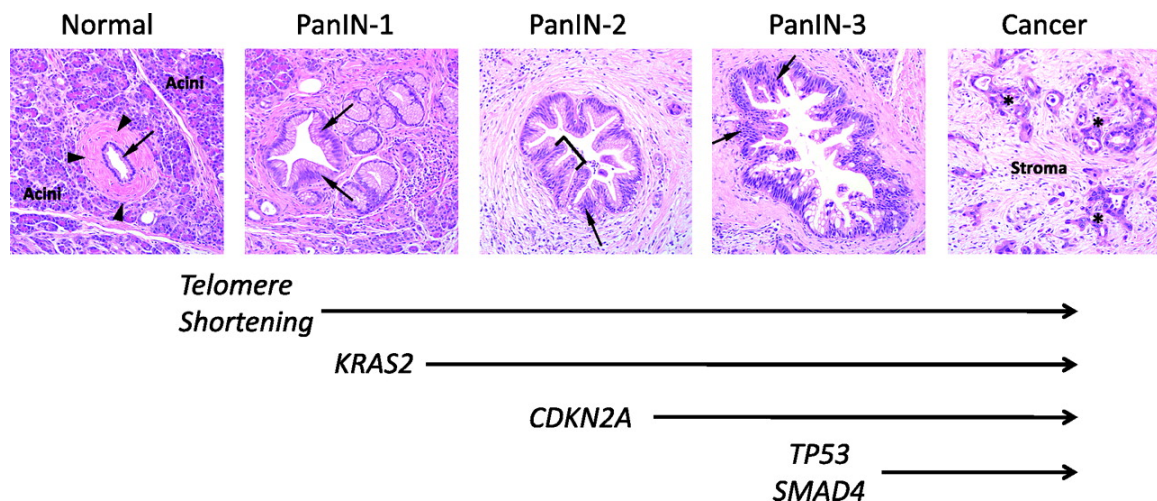 Normal PanIN-1 PanIN-2 PanIN-3 Cancer
Acini
Acini
*
*
Stroma
*
Telomere
Shortening
KRAS2
CDKN2A
TP53
SMAD4